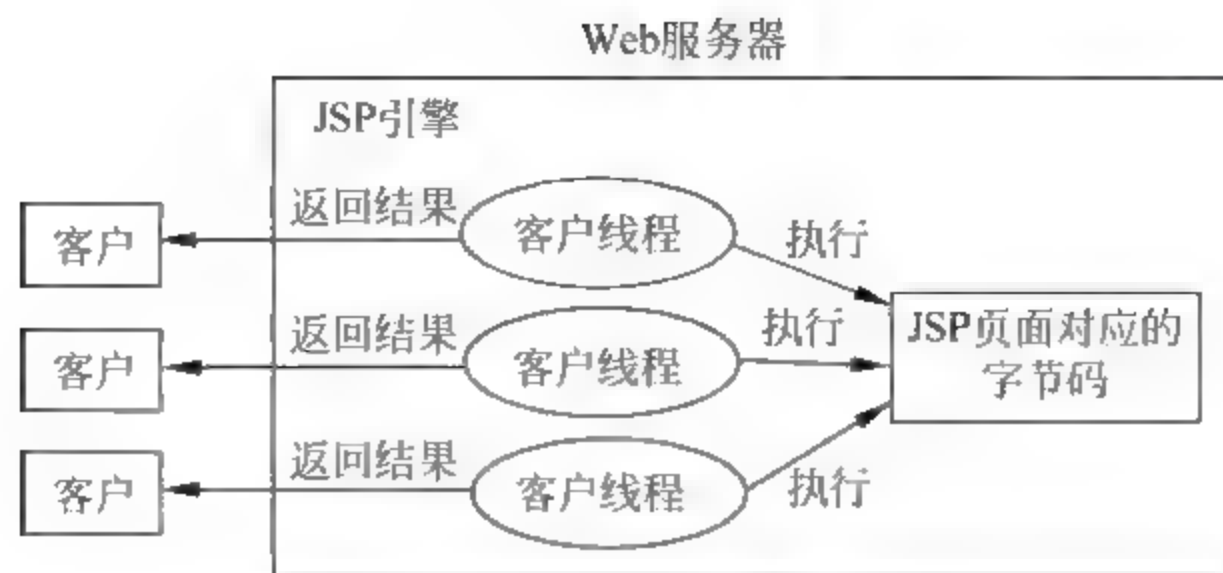 Web服务器
JSP引擎
返回结果
客户线程
执行
客户
返回结果
客户线程
执行
客户
JSP页面对应的
字节码
返回结果
客户线程
执行
客户